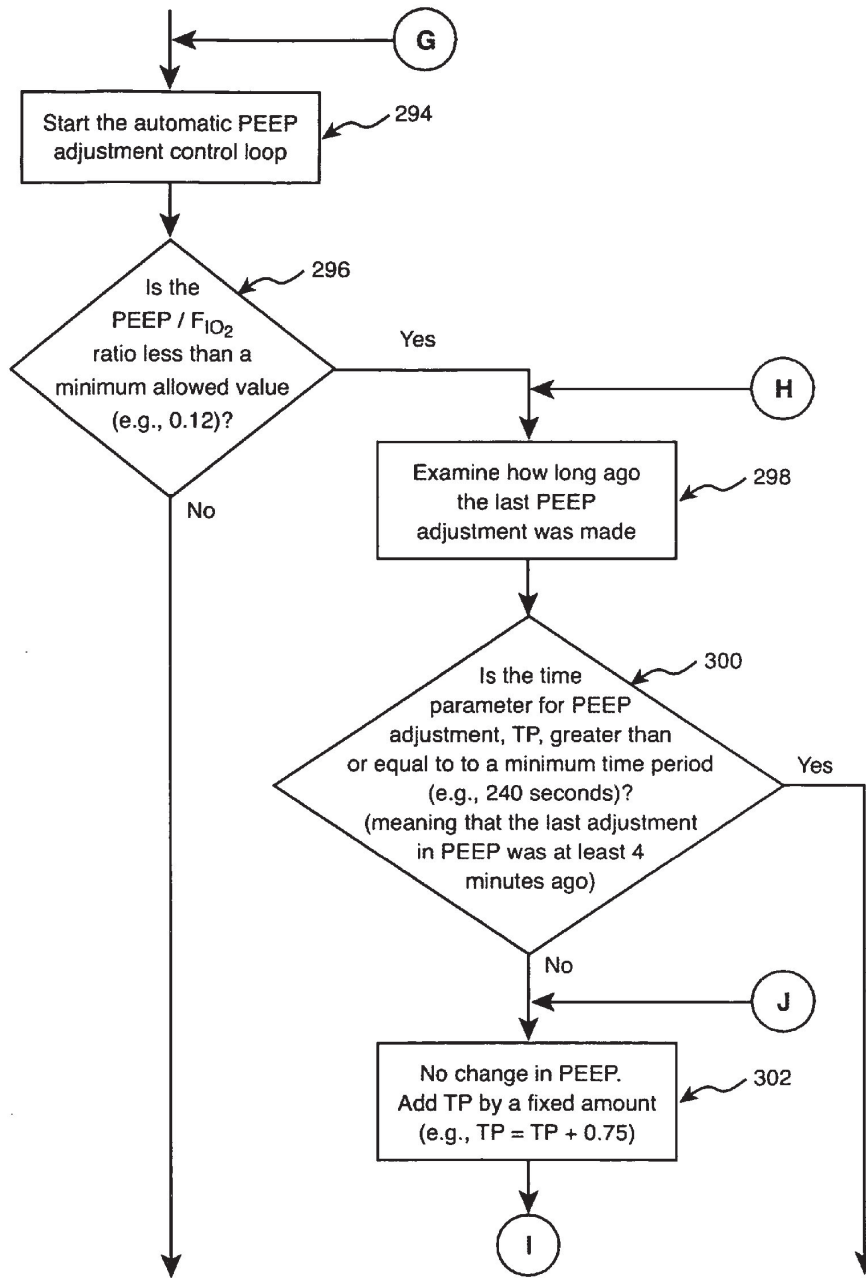 G
Start the automatic PEEP
adjustment control loop
294
Is the
PEEP / FIO2
ratio less than a
minimum allowed value
(e.g., 0.12)?
296
Yes
No
H
Examine how long ago
the last PEEP
adjustment was made
298
Is the time
parameter for PEEP
adjustment, TP, greater than
or equal to to a minimum time period
(e.g., 240 seconds)?
(meaning that the last adjustment
in PEEP was at least 4
minutes ago)
300
Yes
No
J
No change in PEEP.
Add TP by a fixed amount
(e.g., TP = TP + 0.75)
302
I